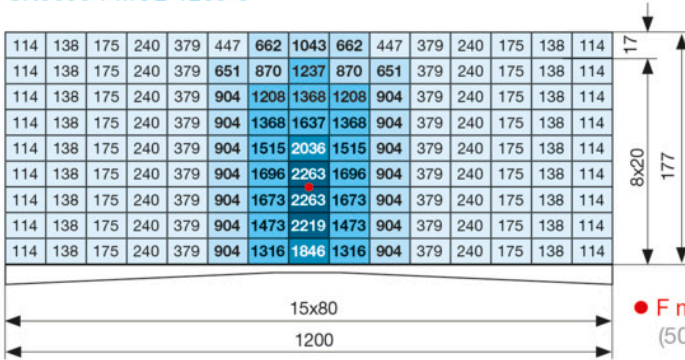 114 138 175 240 379 447 662 1043 662 447 379 240 175 138 114
17
114 138 175 240 379 651 870 1237 870 651 379 240 175 138 114
114 138 175 240 379 904 1208 1368 1208 904 379 240 175 138 114
114 138 175 240 379 904 1368 1637 1368 904 379 240 175 138 114
114 138 175 240 379 904 1515 2036 1515 904 379 240 175 138 114
8x20
177
114 138 175 240 379 904 1696 2263 1696 904 379 240 175 138 114
114 138 175 240 379 904 1673 2263 1673 904 379 240 175 138 114
114 138 175 240 379 904 1473 2219 1473 904 379 240 175 138 114
114 138 175 240 379 904 1316 1846 1316 904 379 240 175 138 114
15x80
F
1200
(50